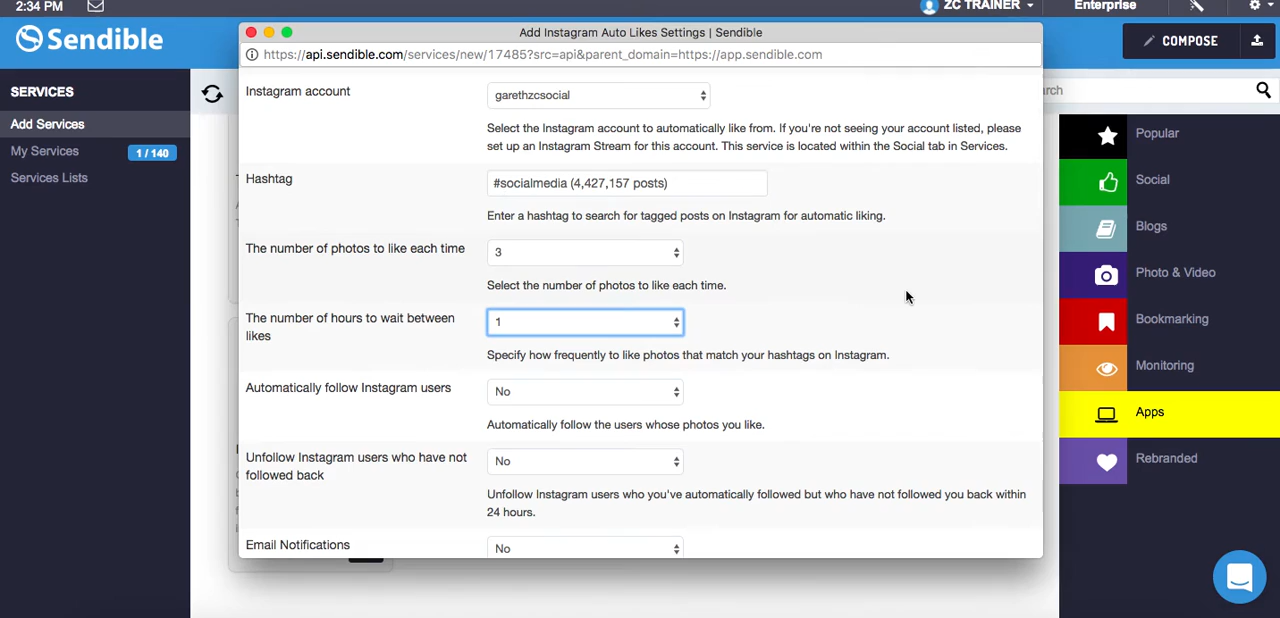 2:34 PM
ZC TRAINER
Enterprise
Sendible
COMPOSE
Add Instagram Auto Likes Settings | Sendible
https://api.sendible.com/services/new/17485?src=api&parent_domain=https://app.sendible.com
SERVICES
Add Services
My Services
1 / 140
Services Lists
Instagram account
garethzcsocial
Select the Instagram account to automatically like from. If you're not seeing your account listed, please
set up an Instagram Stream for this account. This service is located within the Social tab in Services.
Hashtag
#socialmedia (4,427,157 posts)
Enter a hashtag to search for tagged posts on Instagram for automatic liking.
The number of photos to like each time
3
Select the number of photos to like each time.
The number of hours to wait between
likes
1
Specify how frequently to like photos that match your hashtags on Instagram.
Automatically follow Instagram users
No
Automatically follow the users whose photos you like.
Unfollow Instagram users who have not
followed back
No
Unfollow Instagram users who you've automatically followed but who have not followed you back within
24 hours.
Email Notifications
No
Popular
Social
Blogs
Photo & Video
Bookmarking
Monitoring
Apps
Rebranded